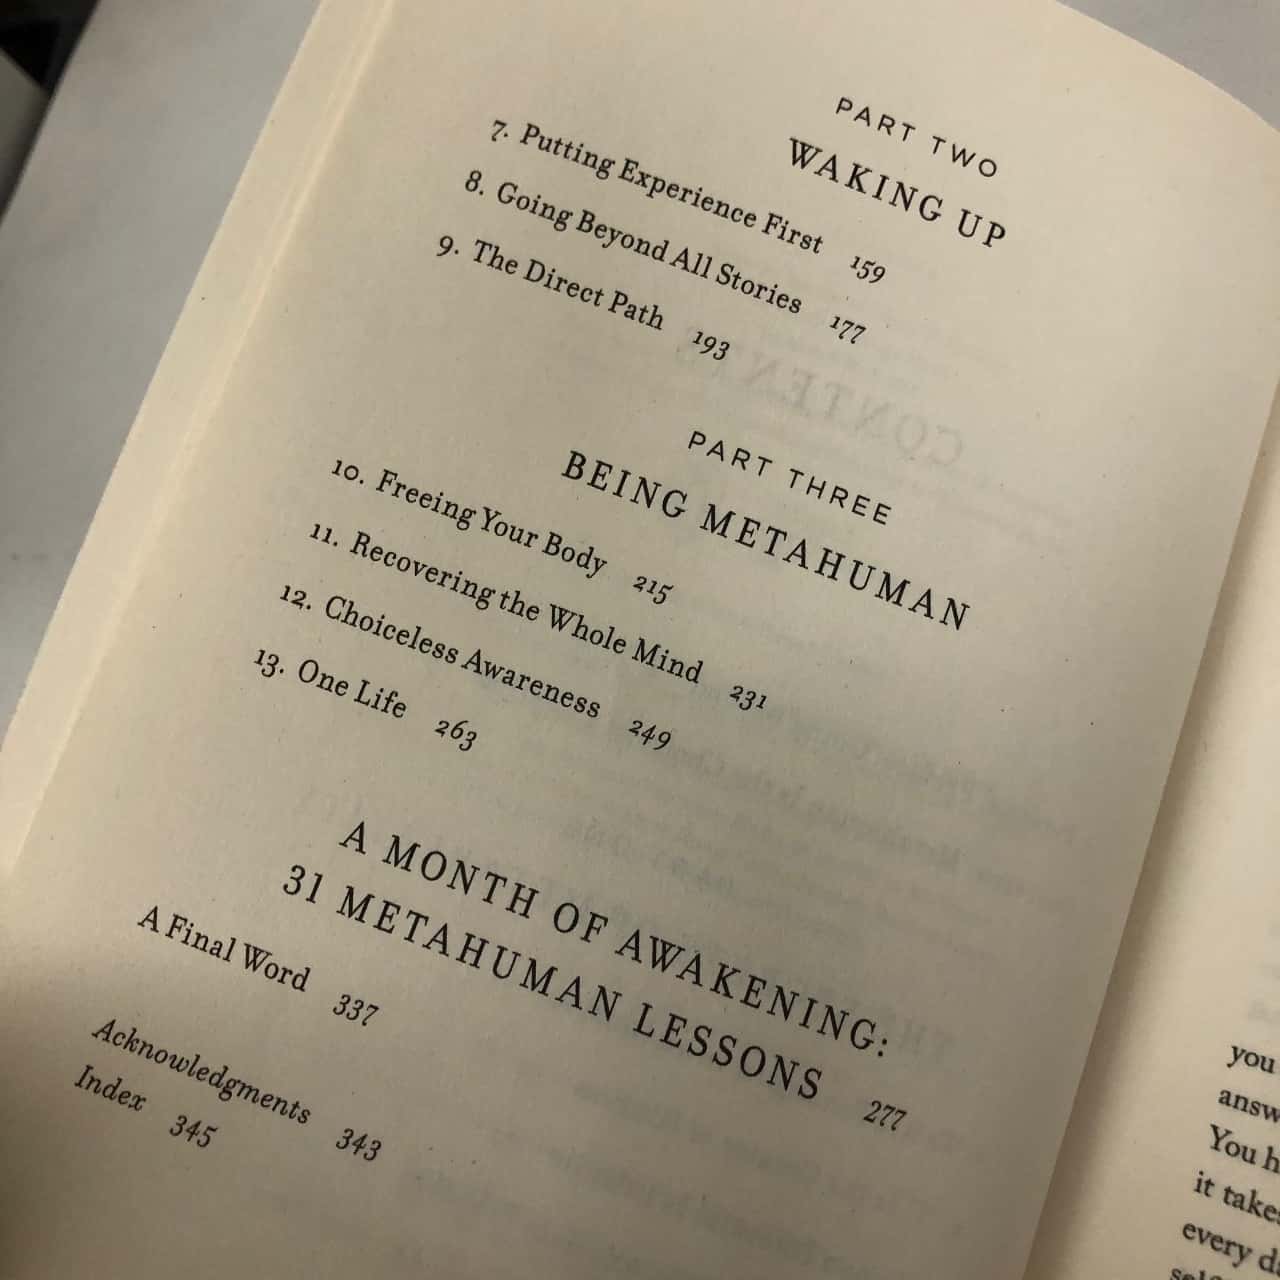 PART TWO
WAKING UP
7. Putting Experience First 159
8. Going Beyond All Stories 177
9. The Direct Path 193
PART THREE
BEING METAHUMAN
10. Freeing Your Body 215
11. Recovering the Whole Mind 231
12. Choiceless Awareness 249
13. One Life 263
A MONTH OF AWAKENING:
31 METAHUMAN LESSONS 277
A Final Word 337
Acknowledgments 343
Index 345
you
You
it
every